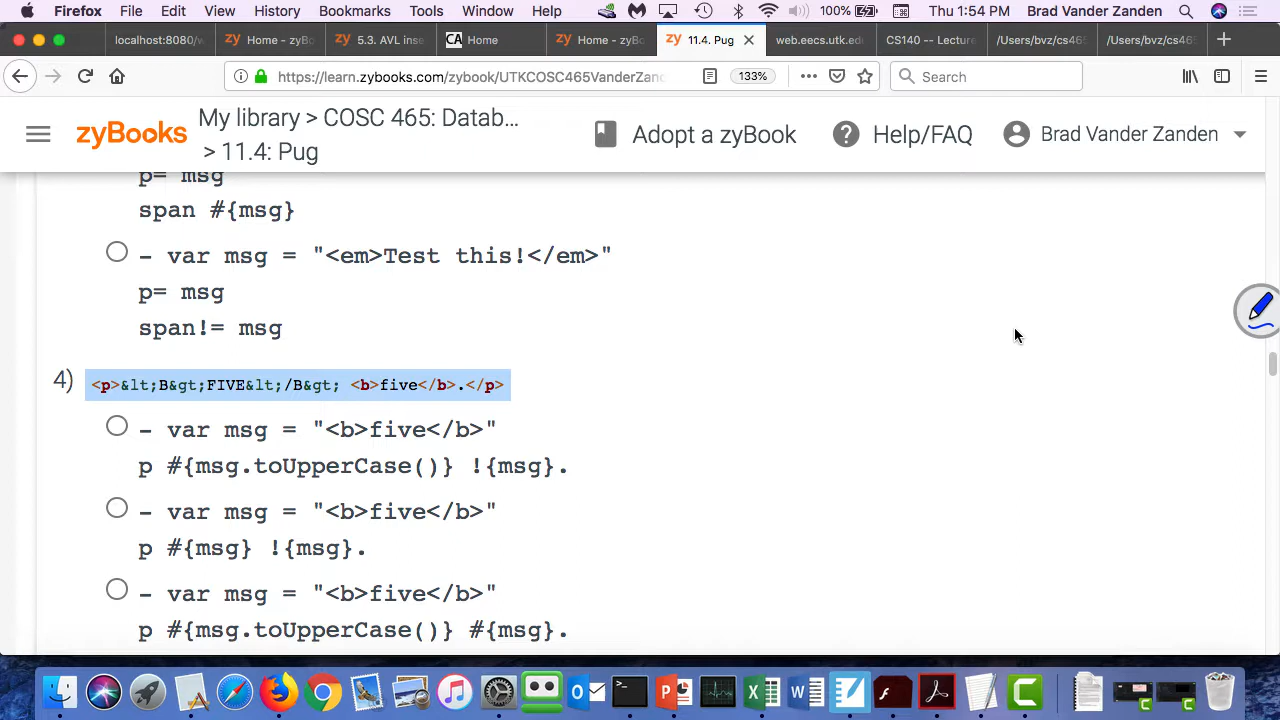 Firefox File Edit View History Bookmarks Tools Window Help 100% Thu 1:54 PM Brad Vander Zanden
localhost:8080/w Home - zyBo 5.3. AVL inse CA Home Home - zyBo 11.4. Pug web.eecs.utk.ed CS140 -- Lecture /Users/bvz/cs46 /Users/bvz/cs46
https://learn.zybooks.com/zybook/UTKCOSC465VanderZan 133% Search
zyBooks My library > COSC 465: Datab...
> 11.4: Pug
Adopt a zyBook Help/FAQ Brad Vander Zanden
p= msg
span #{msg}
- var msg = "<em>Test this!</em>"
p= msg
span!= msg
4) <p>&lt;B&gt;FIVE&lt;/B&gt; <b>five</b>.</p>
- var msg = "<b>five</b>"
p #{msg.toUpperCase()} !{msg}.
- var msg = "<b>five</b>"
p #{msg} !{msg}.
- var msg = "<b>five</b>"
p #{msg.toUpperCase()} #{msg}.